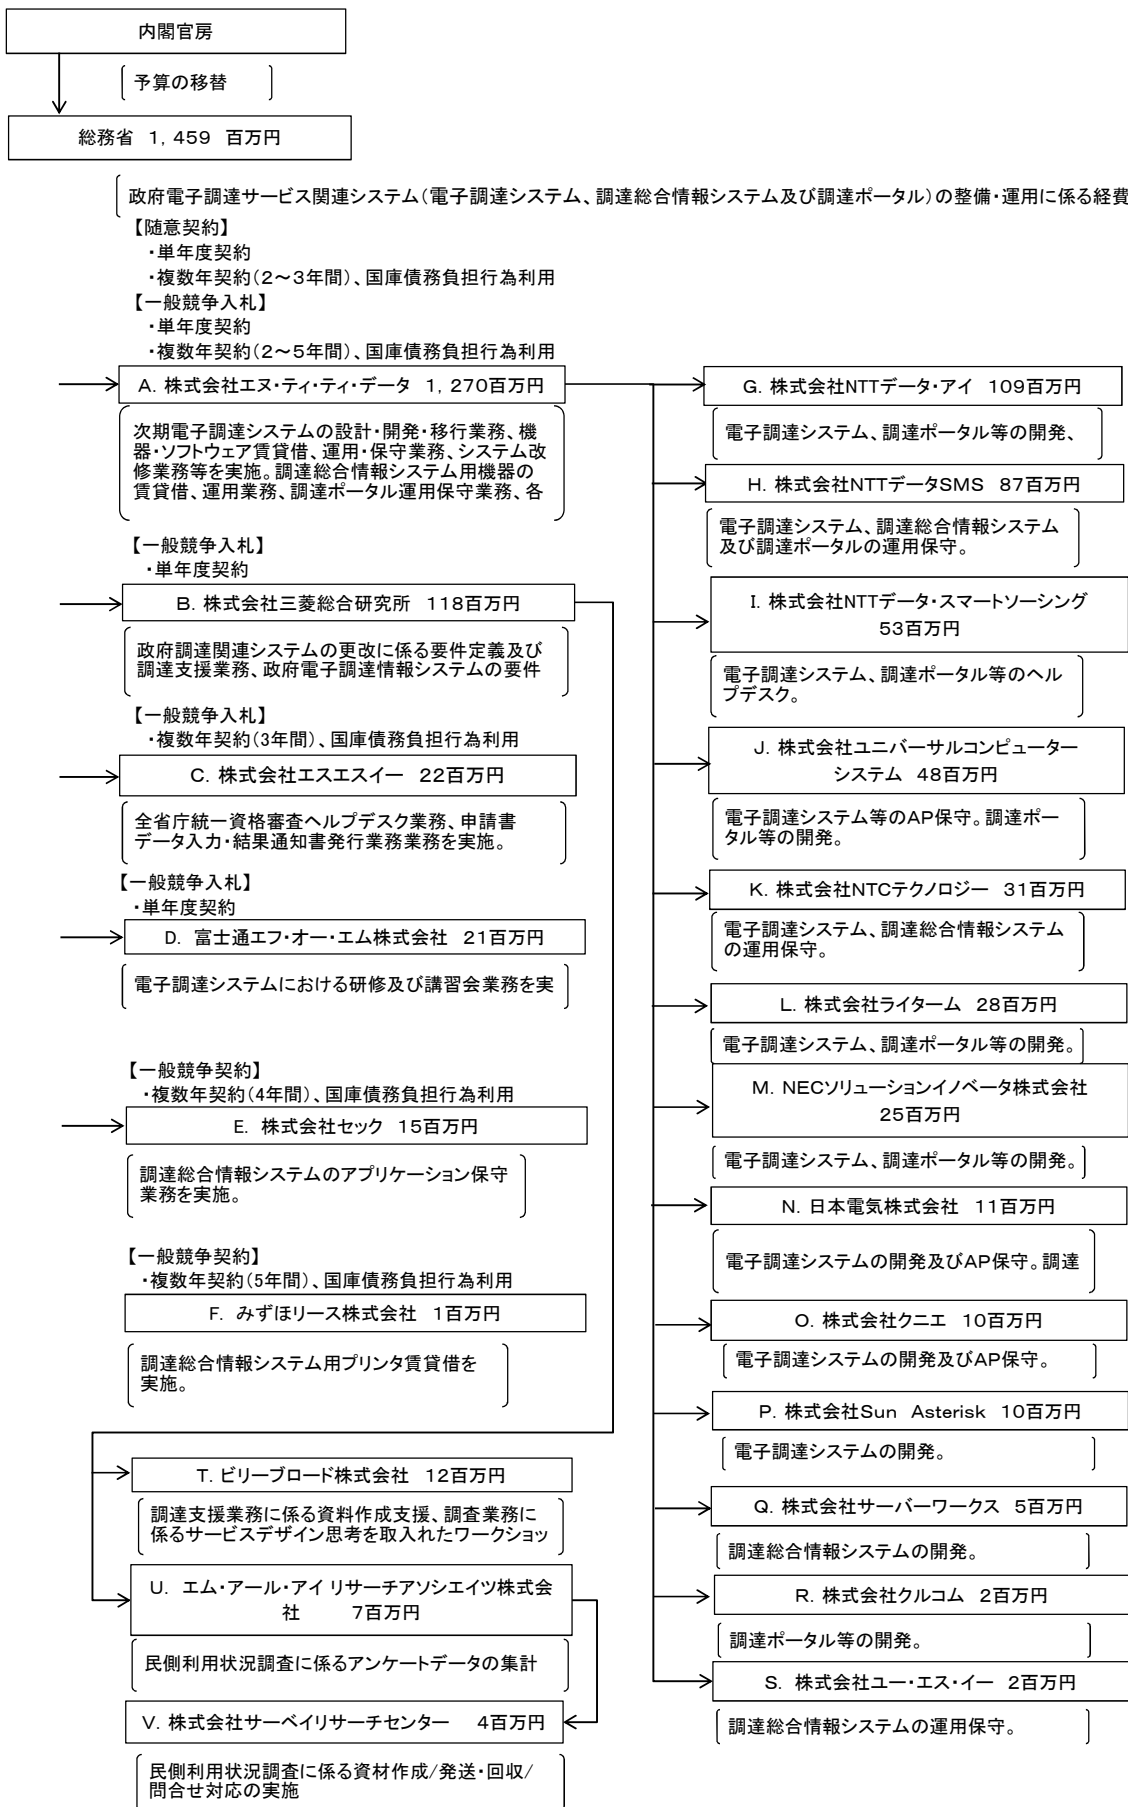 内閣官房
予算の移替
総務省 1,459 百万円
政府電子調達サービス関連システム(電子調達システム、調達総合情報システム及び調達ポータル)の整備・運用に係る経費
【随意契約】
・単年度契約
・複数年契約(2～3年間)、国庫債務負担行為利用
【一般競争入札】
・単年度契約
・複数年契約(2～5年間)、国庫債務負担行為利用
A. 株式会社エヌ・ティ・ティ・データ 1,270百万円
次期電子調達システムの設計・開発・移行業務、機
器・ソフトウェア賃貸借、運用・保守業務、システム改
修業務等を実施。調達総合情報システム用機器の
賃貸借、運用業務、調達ポータル運用保守業務、各
【一般競争入札】
・単年度契約
B. 株式会社三菱総合研究所 118百万円
政府調達関連システムの更改に係る要件定義及び
調達支援業務、政府電子調達情報システムの要件
【一般競争入札】
・複数年契約(3年間)、国庫債務負担行為利用
C. 株式会社エスエスイー 22百万円
全省庁統一資格審査ヘルプデスク業務、申請書
データ入力・結果通知書発行業務業務を実施。
【一般競争入札】
・単年度契約
D. 富士通エフ・オー・エム株式会社 21百万円
電子調達システムにおける研修及び講習会業務を実
【一般競争契約】
・複数年契約(4年間)、国庫債務負担行為利用
E. 株式会社セック 15百万円
調達総合情報システムのアプリケーション保守
業務を実施。
【一般競争契約】
・複数年契約(5年間)、国庫債務負担行為利用
F. みずほリース株式会社 1百万円
調達総合情報システム用プリンタ賃貸借を
実施。
T. ビリーブロード株式会社 12百万円
調達支援業務に係る資料作成支援、調査業務に
係るサービスデザイン思考を取入れたワークショッ
U. エム・アール・アイ リサーチアソシエイツ株式会
社 7百万円
民側利用状況調査に係るアンケートデータの集計
V. 株式会社サーベイリサーチセンター 4百万円
民側利用状況調査に係る資材作成/発送・回収/
問合せ対応の実施
G. 株式会社NTTデータ・アイ 109百万円
電子調達システム、調達ポータル等の開発、
H. 株式会社NTTデータSMS 87百万円
電子調達システム、調達総合情報システム
及び調達ポータルの運用保守。
I. 株式会社NTTデータ・スマートソーシング
53百万円
電子調達システム、調達ポータル等のヘル
プデスク。
J. 株式会社ユニバーサルコンピューター
システム 48百万円
電子調達システム等のAP保守。調達ポー
タル等の開発。
K. 株式会社NTCテクノロジー 31百万円
電子調達システム、調達総合情報システム
の運用保守。
L. 株式会社ライターム 28百万円
電子調達システム、調達ポータル等の開発。
M. NECソリューションイノベータ株式会社
25百万円
電子調達システム、調達ポータル等の開発。
N. 日本電気株式会社 11百万円
電子調達システムの開発及びAP保守。調達
O. 株式会社クニエ 10百万円
電子調達システムの開発及びAP保守。
P. 株式会社Sun Asterisk 10百万円
電子調達システムの開発。
Q. 株式会社サーバーワークス 5百万円
調達総合情報システムの開発。
R. 株式会社クルコム 2百万円
調達ポータル等の開発。
S. 株式会社ユー・エス・イー 2百万円
調達総合情報システムの運用保守。